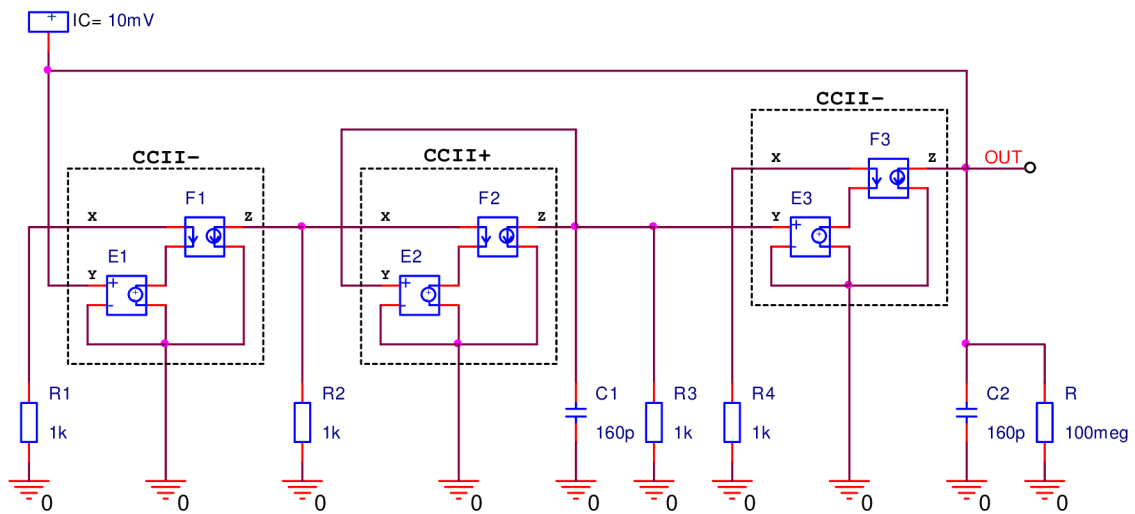 IC= 10mV
CCII-
F3
X
Z
OUT
E3
Y
CCII-
F1
X
Z
E1
Y
CCII+
F2
X
Z
E2
Y
R1
1k
R2
1k
C1
160p
R3
1k
R4
1k
C2
160p
R
100meg
0
0
0
0
0
0
0
0
0